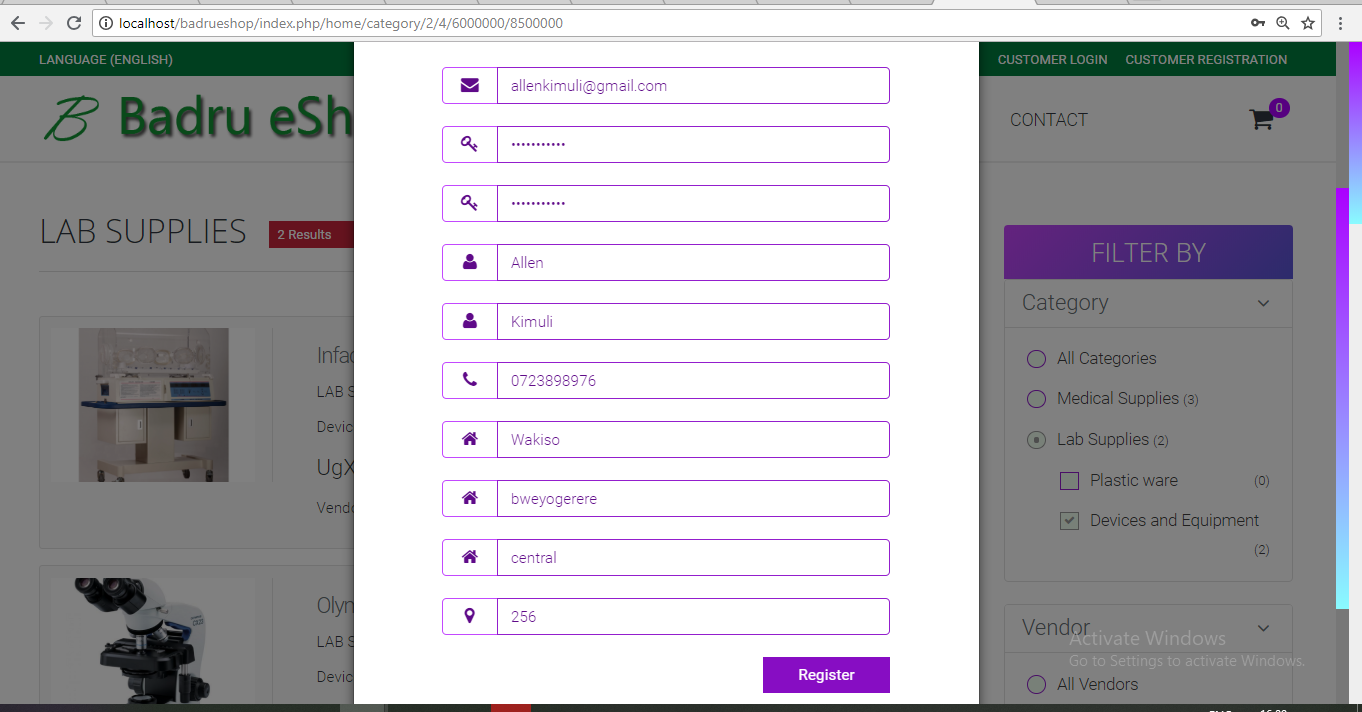 localhost/badrueshop/index.php/home/category/2/4/6000000/8500000
LANGUAGE (ENGLISH)
CUSTOMER LOGIN
CUSTOMER REGISTRATION
B Badru eSh
CONTACT
0
allenkimuli@gmail.com
•••••••••••
•••••••••••
Allen
Kimuli
0723898976
Wakiso
bweyogerere
central
256
Register
LAB SUPPLIES
2 Results
Infa
LAB S
Devic
UgX
Vendo
Olyn
LAB S
Devic
FILTER BY
Category
All Categories
Medical Supplies (3)
Lab Supplies (2)
Plastic ware (0)
Devices and Equipment
(2)
Vendor
Activate Windows
Go to Settings to activate Windows.
All Vendors